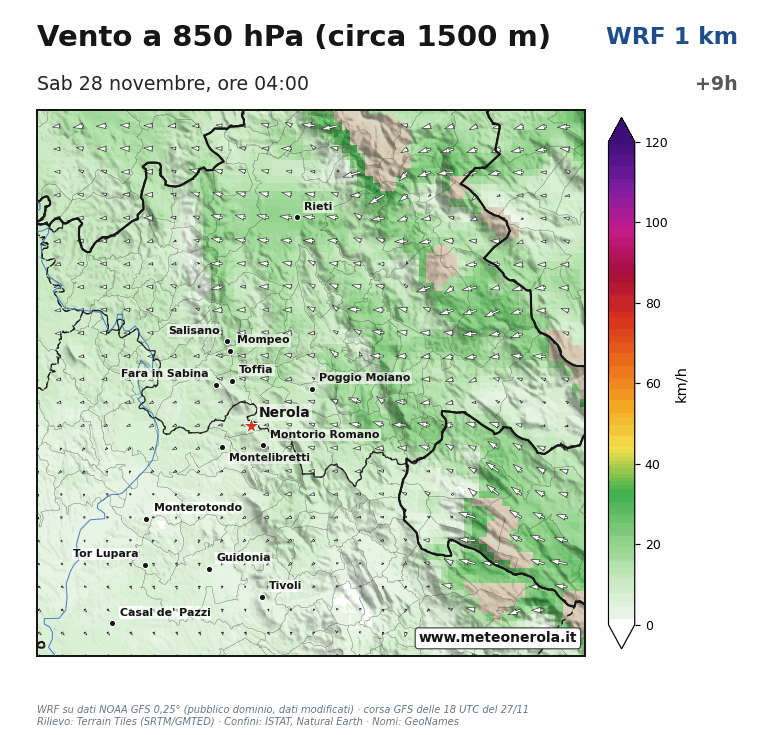 Vento a 850 hPa (circa 1500 m)
WRF 1 km
Sab 28 novembre, ore 04:00
+9h
Rieti
Salisano
Mompeo
Toffia
Fara in Sabina
Poggio Moiano
Nerola
Montorio Romano
Montelibretti
Monterotondo
Tor Lupara
Guidonia
Tivoli
Casal de' Pazzi
www.meteonerola.it
120
100
80
60
40
20
0
km/h
WRF su dati NOAA GFS 0,25° (pubblico dominio, dati modificati) · corsa GFS delle 18 UTC del 27/11
Rilievo: Terrain Tiles (SRTM/GMTED) · Confini: ISTAT, Natural Earth · Nomi: GeoNames